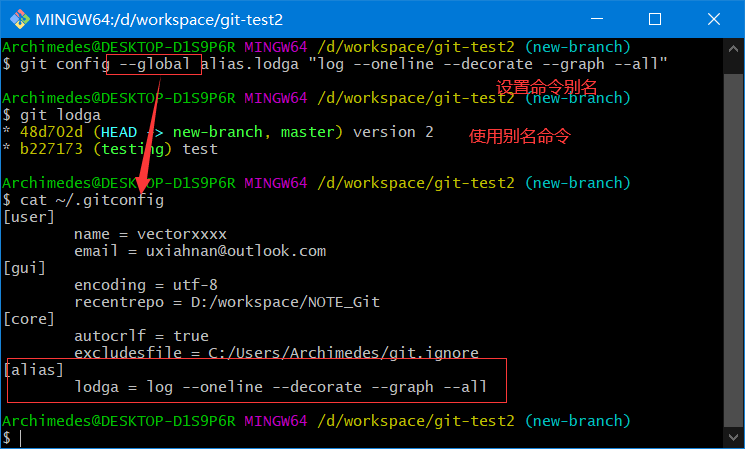 MINGW64:/d/workspace/git-test2
Archimedes@DESKTOP-D1S9P6R MINGW64 /d/workspace/git-test2 (new-branch)
$ git config --global alias.lodga "log --oneline --decorate --graph --all"
设置命令别名
Archimedes@DESKTOP-D1S9P6R MINGW64 /d/workspace/git-test2 (new-branch)
$ git lodga
* 48d702d (HEAD -> new-branch, master) version 2
使用别名命令
* b227173 (testing) test
Archimedes@DESKTOP-D1S9P6R MINGW64 /d/workspace/git-test2 (new-branch)
$ cat ~/.gitconfig
[user]
name = vectorxxxx
email = uxiahnan@outlook.com
[gui]
encoding = utf-8
recentrepo = D:/workspace/NOTE_Git
[core]
autocrlf = true
excludesfile = C:/Users/Archimedes/git.ignore
[alias]
lodga = log --oneline --decorate --graph --all
Archimedes@DESKTOP-D1S9P6R MINGW64 /d/workspace/git-test2 (new-branch)
$